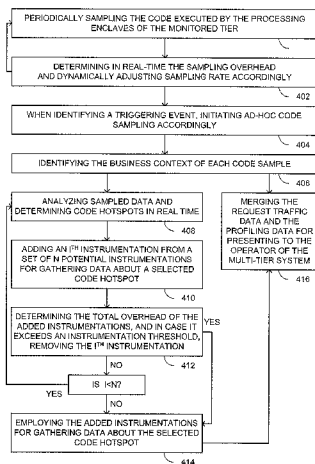 PERIODICALLY SAMPLING THE CODE EXECUTED BY THE PROCESSING
ENCLAVES OF THE MONITORED TIER
DETERMINING IN REAL-TIME THE SAMPLING OVERHEAD
AND DYNAMICALLY ADJUSTING SAMPLING RATE ACCORDINGLY
402
WHEN IDENTIFYING A TRIGGERING EVENT, INITIATING AD-HOC CODE
SAMPLING ACCORDINGLY
404
IDENTIFYING THE BUSINESS CONTEXT OF EACH CODE SAMPLE
406
ANALYZING SAMPLED DATA AND
DETERMINING CODE HOTSPOTS IN REAL TIME
408
ADDING AN ITH INSTRUMENTATION FROM A
SET OF N POTENTIAL INSTRUMENTATIONS
FOR GATHERING DATA ABOUT A SELECTED
CODE HOTSPOT
410
DETERMINING THE TOTAL OVERHEAD OF THE
ADDED INSTRUMENTATIONS, AND IN CASE IT
EXCEEDS AN INSTRUMENTATION THRESHOLD,
REMOVING THE ITH INSTRUMENTATION
412
YES
NO
YES
IS I<N?
NO
EMPLOYING THE ADDED INSTRUMENTATIONS
FOR GATHERING DATA ABOUT THE SELECTED
CODE HOTSPOT
414
MERGING THE
REQUEST TRAFFIC
DATA AND THE
PROFILING DATA FOR
PRESENTING TO THE
OPERATOR OF THE
MULTI-TIER SYSTEM
416